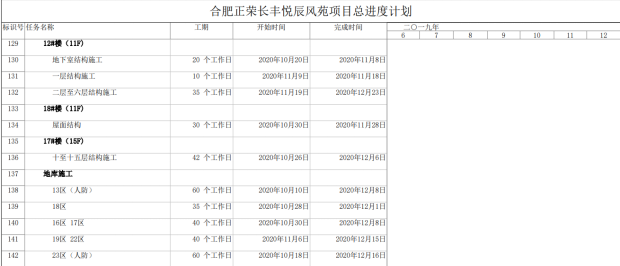 合肥正荣长丰悦辰凤苑项目总进度计划
标识号 任务名称 工期 开始时间 完成时间 二〇一九年
6 7 8 9 10 11 12
129 12#楼（11F）
130 地下室结构施工 20 个工作日 2020年10月20日 2020年11月8日
131 一层结构施工 10 个工作日 2020年11月9日 2020年11月18日
132 二层至六层结构施工 35 个工作日 2020年11月19日 2020年12月23日
133 18#楼（11F）
134 屋面结构 30 个工作日 2020年10月30日 2020年11月28日
135 17#楼（15F）
136 十至十五层结构施工 42 个工作日 2020年10月26日 2020年12月6日
137 地库施工
138 13区（人防） 60 个工作日 2020年10月10日 2020年12月8日
139 18区 35 个工作日 2020年10月28日 2020年12月1日
140 16区 17区 40 个工作日 2020年10月30日 2020年12月8日
141 19区 22区 40 个工作日 2020年11月6日 2020年12月15日
142 23区（人防） 60 个工作日 2020年10月18日 2020年12月16日